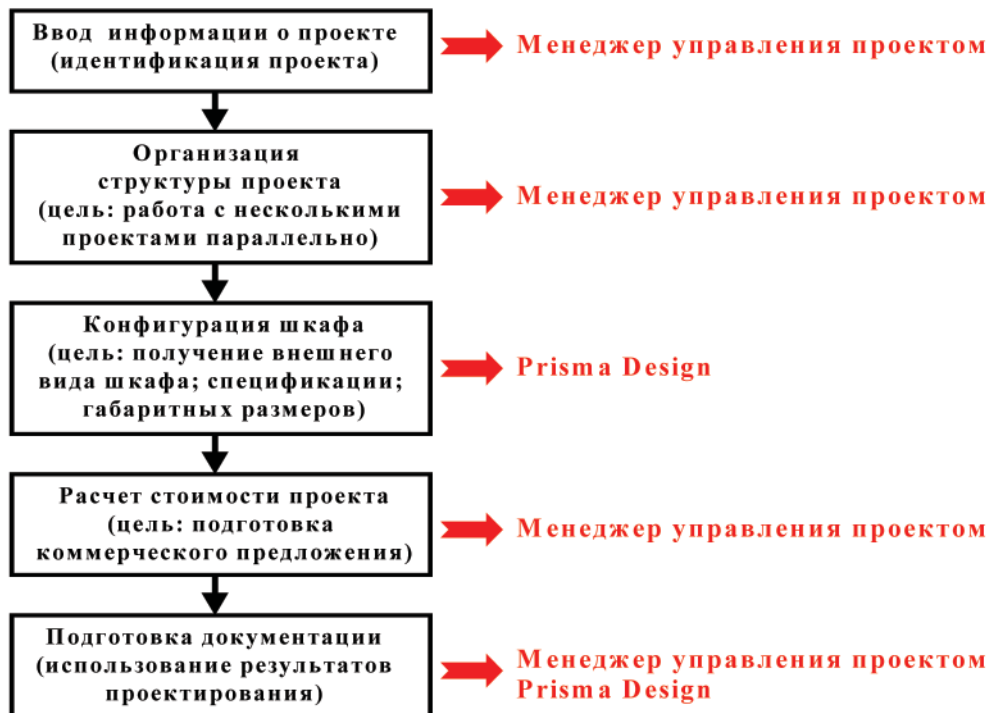 Ввод информации о проекте
(идентификация проекта)
Менеджер управления проектом
Организация
структуры проекта
(цель: работа с несколькими
проектами параллельно)
Менеджер управления проектом
Конфигурация шкафа
(цель: получение внешнего
вида шкафа; спецификации;
габаритных размеров)
Prisma Design
Расчет стоимости проекта
(цель: подготовка
коммерческого предложения)
Менеджер управления проектом
Подготовка документации
(использование результатов
проектирования)
Менеджер управления проектом
Prisma Design